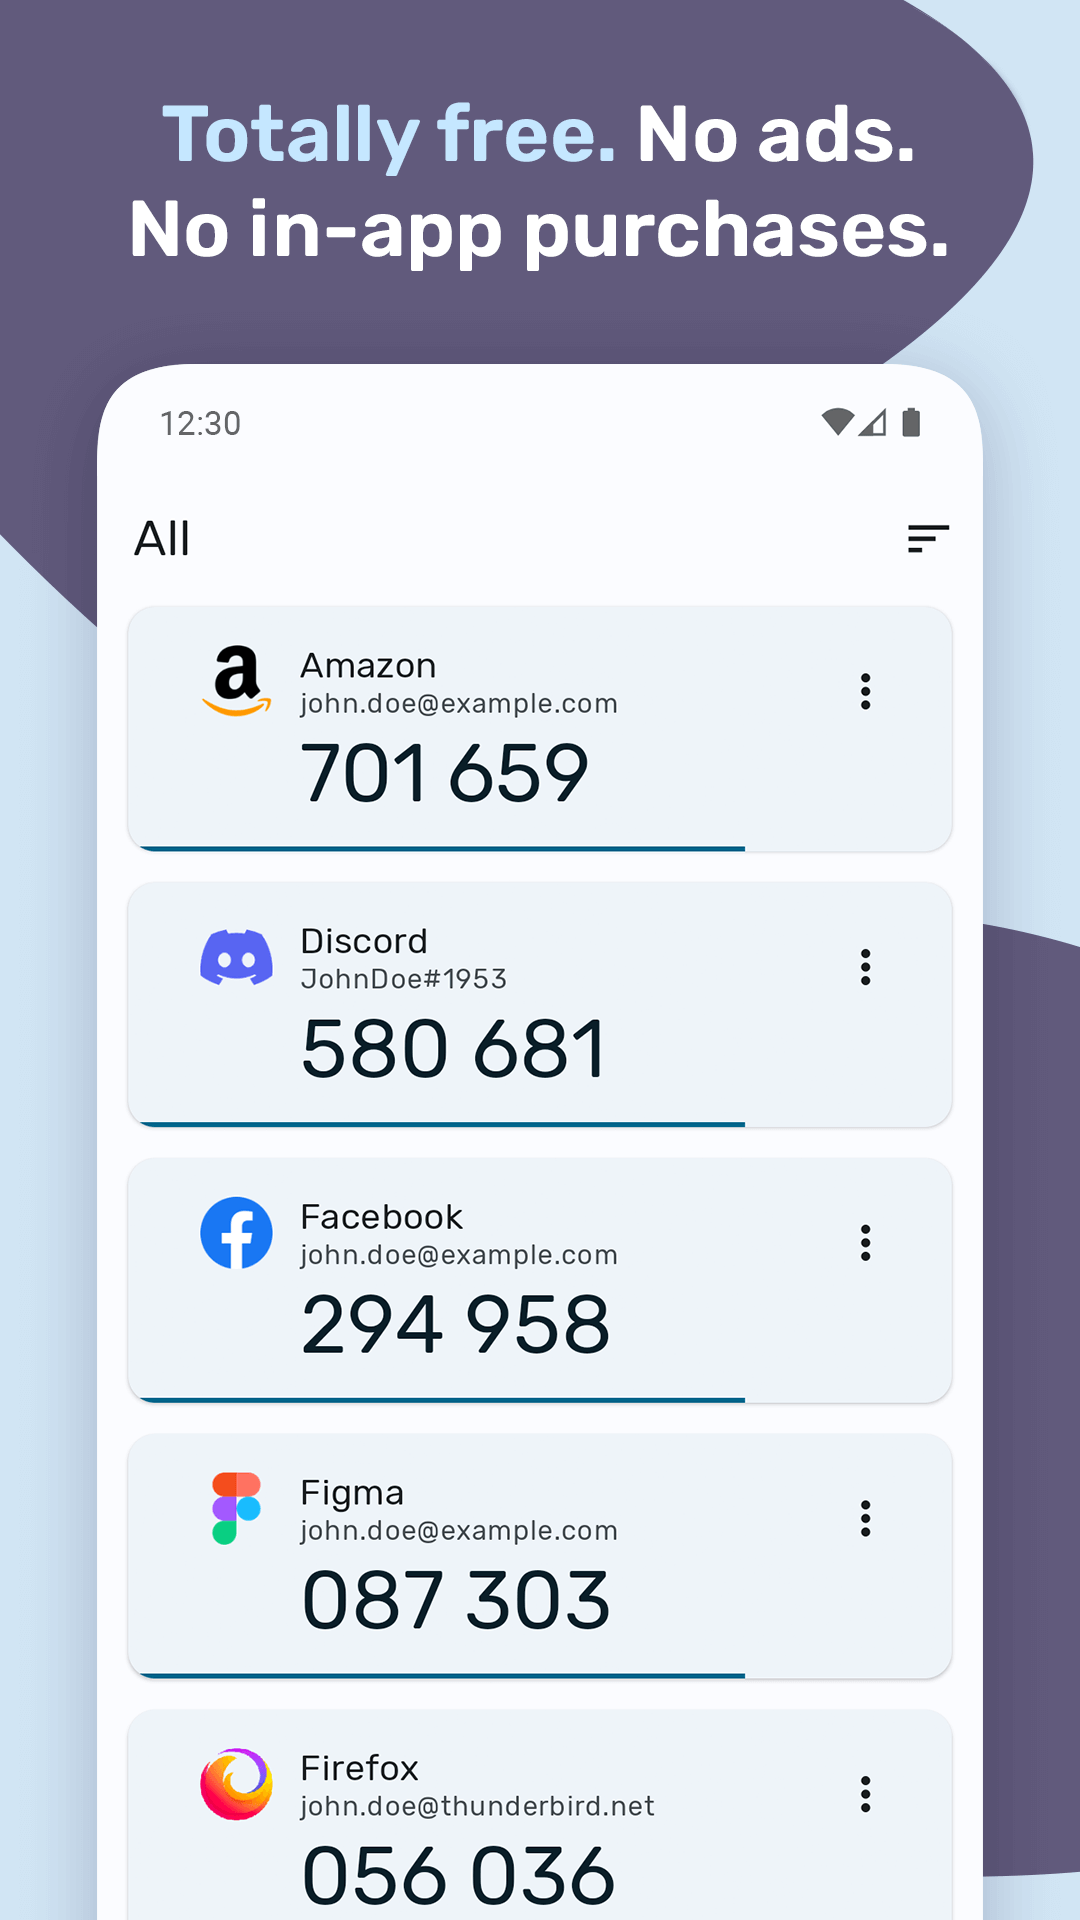 Totally free. No ads.
No in-app purchases.
12:30
All
Amazon
john.doe@example.com
701 659
Discord
JohnDoe#1953
580 681
Facebook
john.doe@example.com
294 958
Figma
john.doe@example.com
087 303
Firefox
john.doe@thunderbird.net
056 036